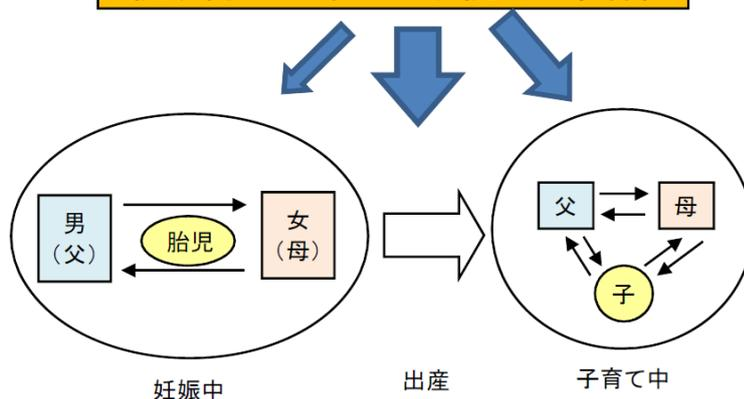 男
（父）
胎児
女
（母）
父
母
子
妊娠中
出産
子育て中